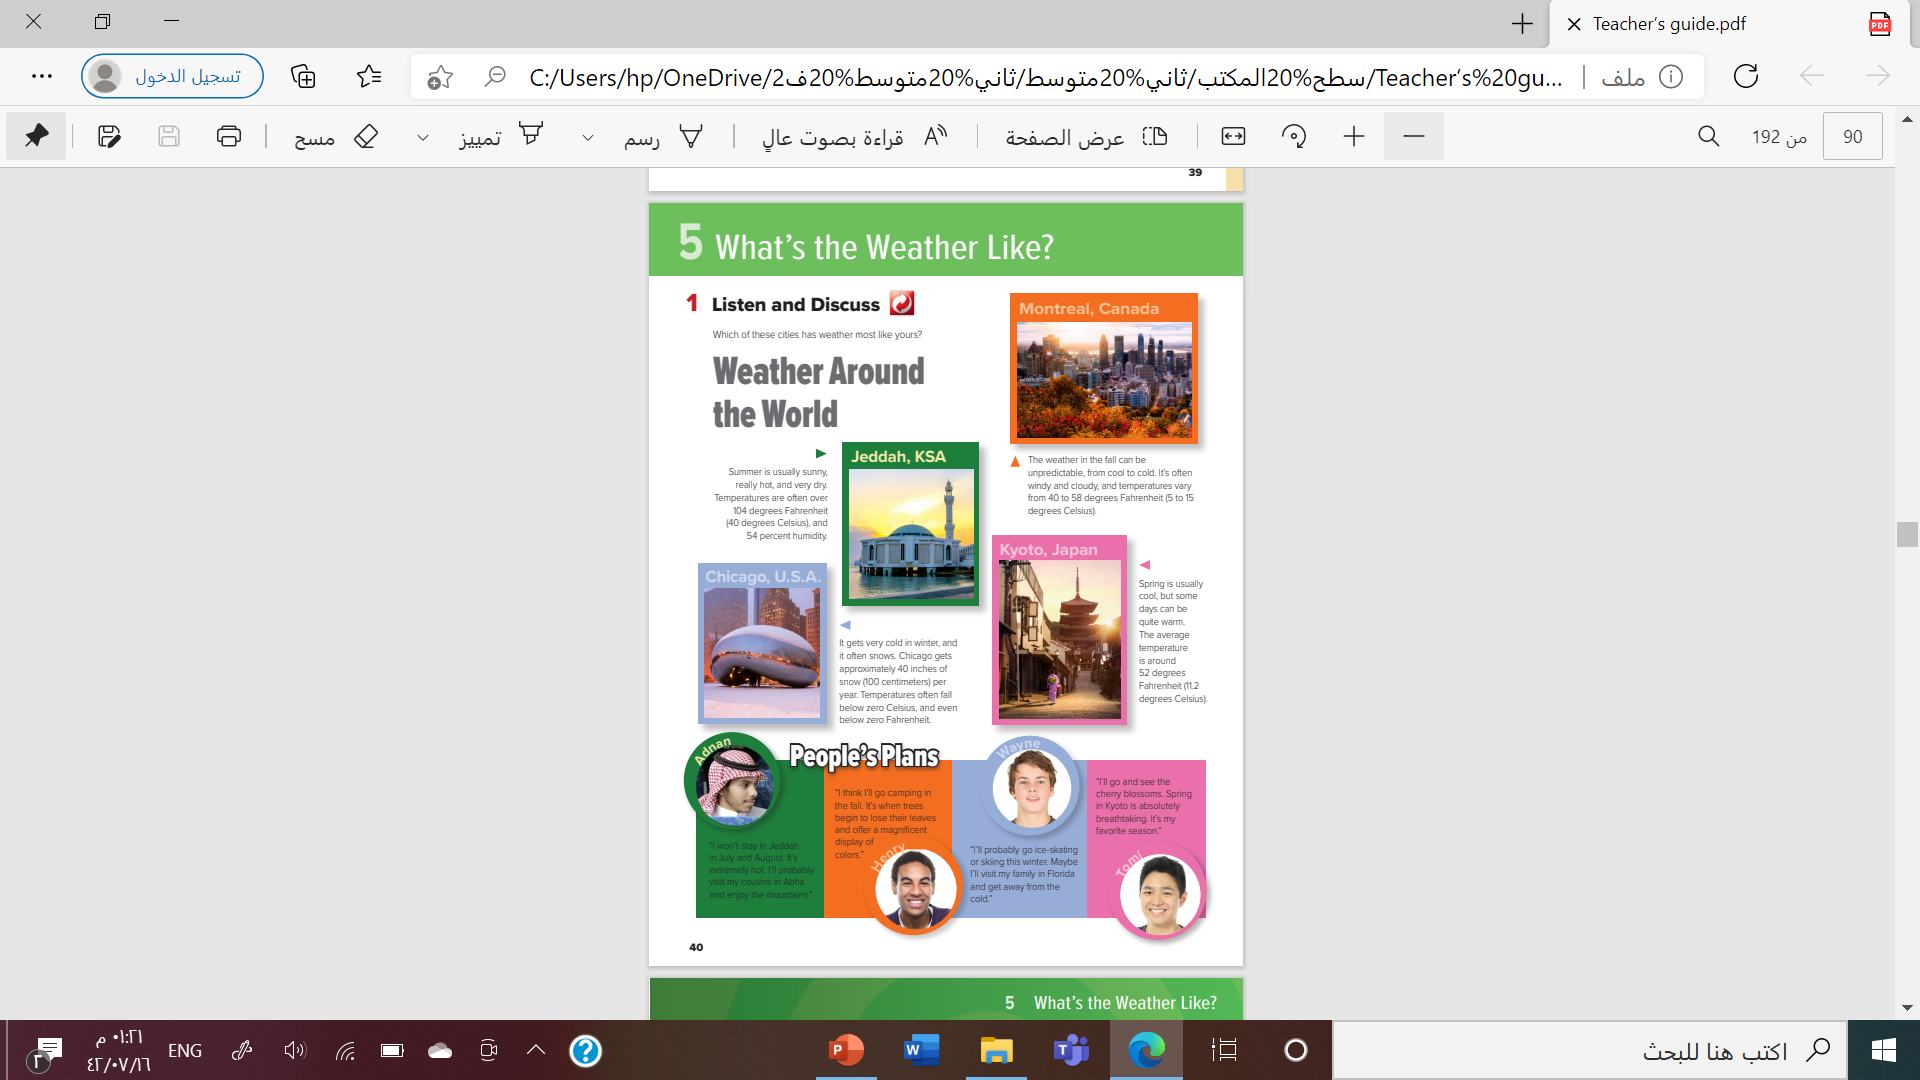 Teacher's guide.pdf
PDF
تسجيل الدخول
C:/Users/hp/OneDrive/سطح%20المكتب/ثاني%20متوسط/ثاني%20متوسط%20ف2/Teacher's%20gu...
ملف
مسح
تمييز
رسم
قراءة بصوت عالٍ
عرض الصفحة
من 192
90
39
5 What's the Weather Like?
1 Listen and Discuss
Which of these cities has weather most like yours?
Weather Around
the World
Montreal, Canada
The weather in the fall can be
unpredictable, from cool to cold. It's often
windy and cloudy, and temperatures vary
from 40 to 58 degrees Fahrenheit (5 to 15
degrees Celsius).
Jeddah, KSA
Summer is usually sunny,
really hot, and very dry.
Temperatures are often over
104 degrees Fahrenheit
(40 degrees Celsius), and
54 percent humidity.
Kyoto, Japan
Spring is usually
cool, but some
days can be
quite warm.
The average
temperature
is around
52 degrees
Fahrenheit (11.2
degrees Celsius).
Chicago, U.S.A.
It gets very cold in winter, and
it often snows. Chicago gets
approximately 40 inches of
snow (100 centimeters) per
year. Temperatures often fall
below zero Celsius, and even
below zero Fahrenheit.
People's Plans
Adnan
"I won't stay in Jeddah
in July and August. It's
extremely hot. I'll probably
visit my cousins in Abha
and enjoy the mountains."
"I think I'll go camping in
the fall. It's when trees
begin to lose their leaves
and offer a magnificent
display of
colors."
Henry
Wayne
"I'll probably go ice-skating
or skiing this winter. Maybe
I'll visit my family in Florida
and get away from the
cold."
"I'll go and see the
cherry blossoms. Spring
in Kyoto is absolutely
breathtaking. It's my
favorite season."
Tomi
40
5 What's the Weather Like?
٠١:٢١ م
٤٢/٠٧/١٦
٣
ENG
اكتب هنا للبحث